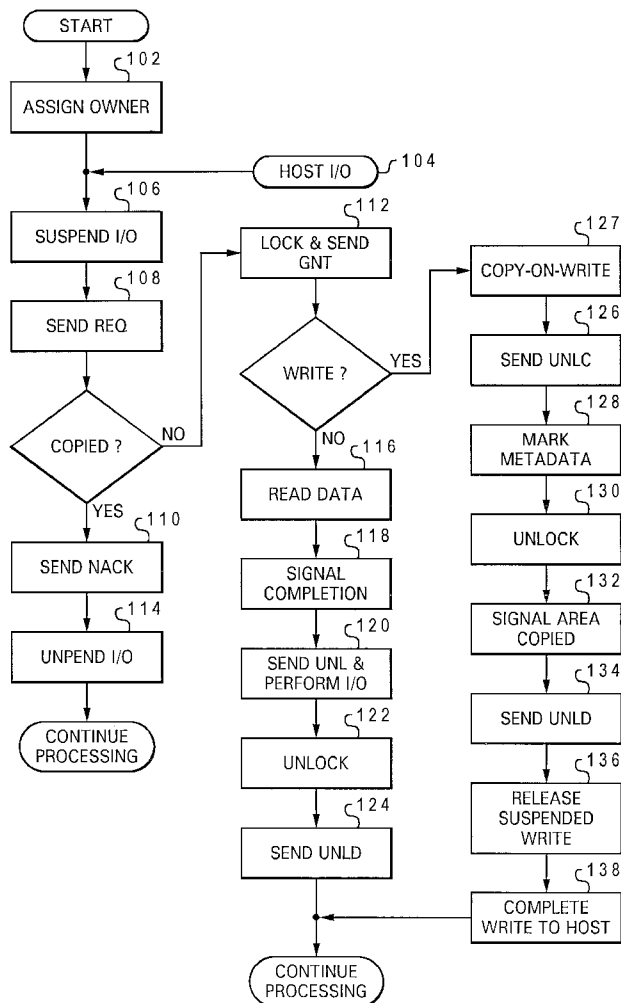 START
102
ASSIGN OWNER
HOST I/O
104
106
SUSPEND I/O
108
SEND REQ
COPIED ?
NO
YES
110
SEND NACK
114
UNPEND I/O
CONTINUE
PROCESSING
112
LOCK & SEND
GNT
WRITE ?
YES
NO
116
READ DATA
118
SIGNAL
COMPLETION
120
SEND UNL &
PERFORM I/O
122
UNLOCK
124
SEND UNLD
CONTINUE
PROCESSING
127
COPY-ON-WRITE
126
SEND UNLC
128
MARK
METADATA
130
UNLOCK
132
SIGNAL AREA
COPIED
134
SEND UNLD
136
RELEASE
SUSPENDED
WRITE
138
COMPLETE
WRITE TO HOST